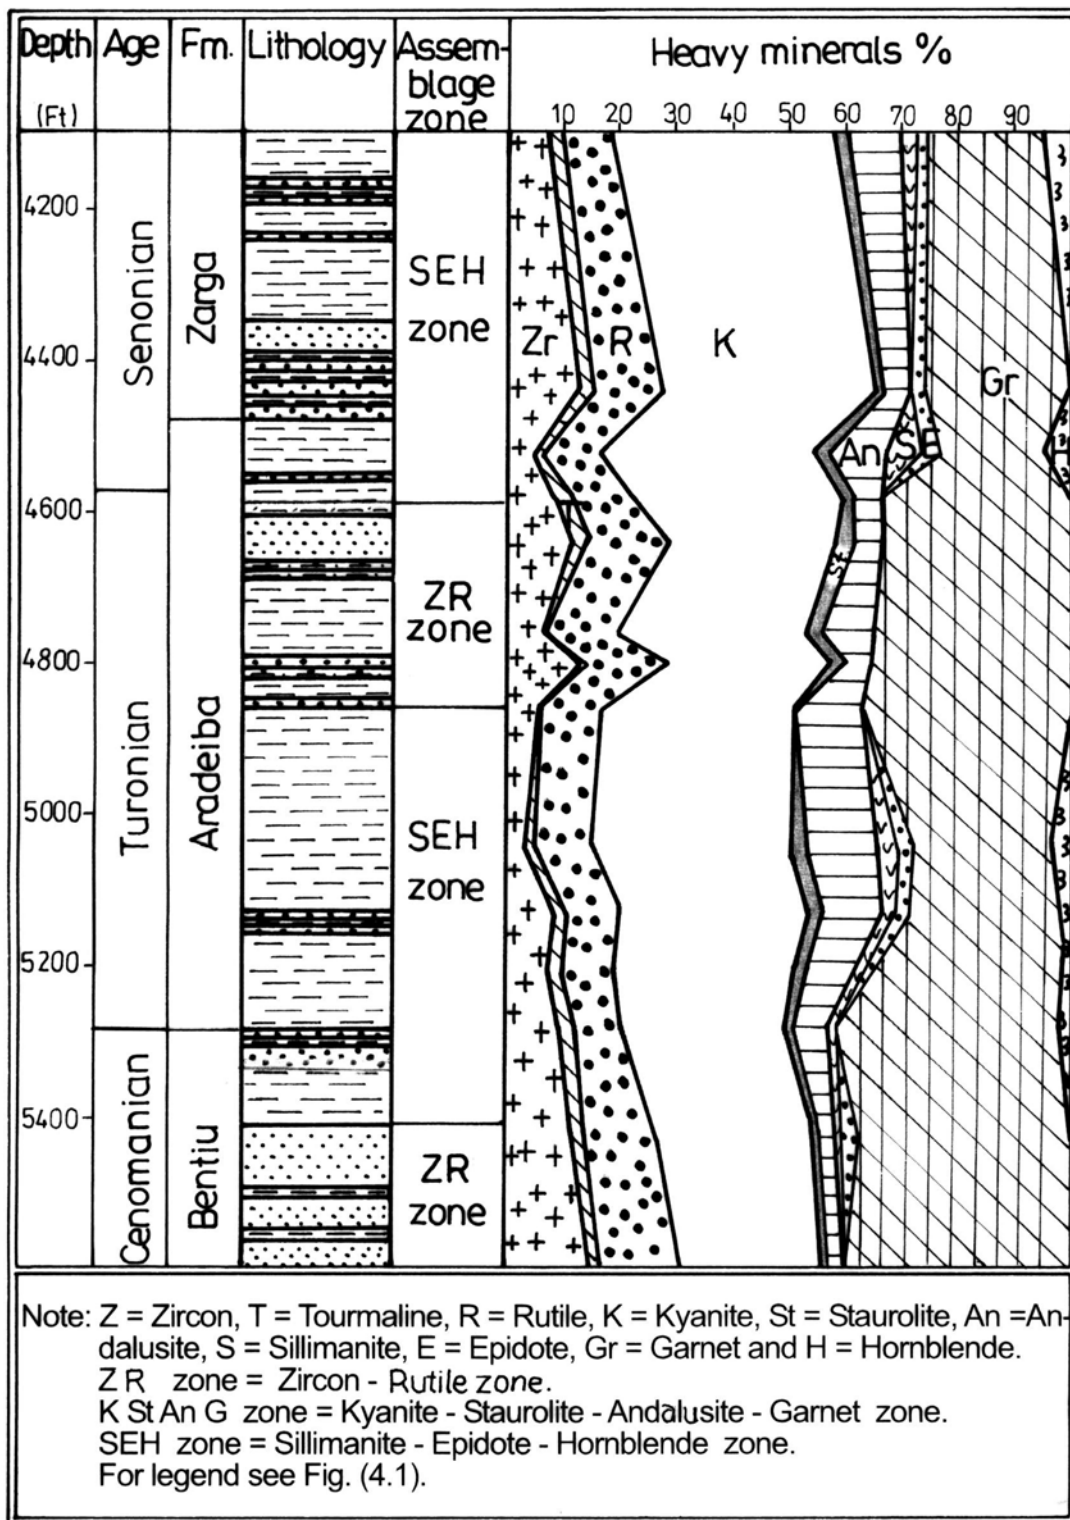 Depth Age Fm. Lithology Assem- Heavy minerals %
blage
(Ft) zone 10 20 30 40 50 60 70 80 90
4200
4400
4600
4800
5000
5200
5400
Senonian
Turonian
Cenomanian
Zarga
Aradeiba
Bentiu
SEH
zone
ZR
zone
SEH
zone
ZR
zone
Zr R K Gr
An S E H
T
St
Note: Z = Zircon, T = Tourmaline, R = Rutile, K = Kyanite, St = Staurolite, An =An-
dalusite, S = Sillimanite, E = Epidote, Gr = Garnet and H = Hornblende.
Z R zone = Zircon - Rutile zone.
K St An G zone = Kyanite - Staurolite - Andalusite - Garnet zone.
SEH zone = Sillimanite - Epidote - Hornblende zone.
For legend see Fig. (4.1).